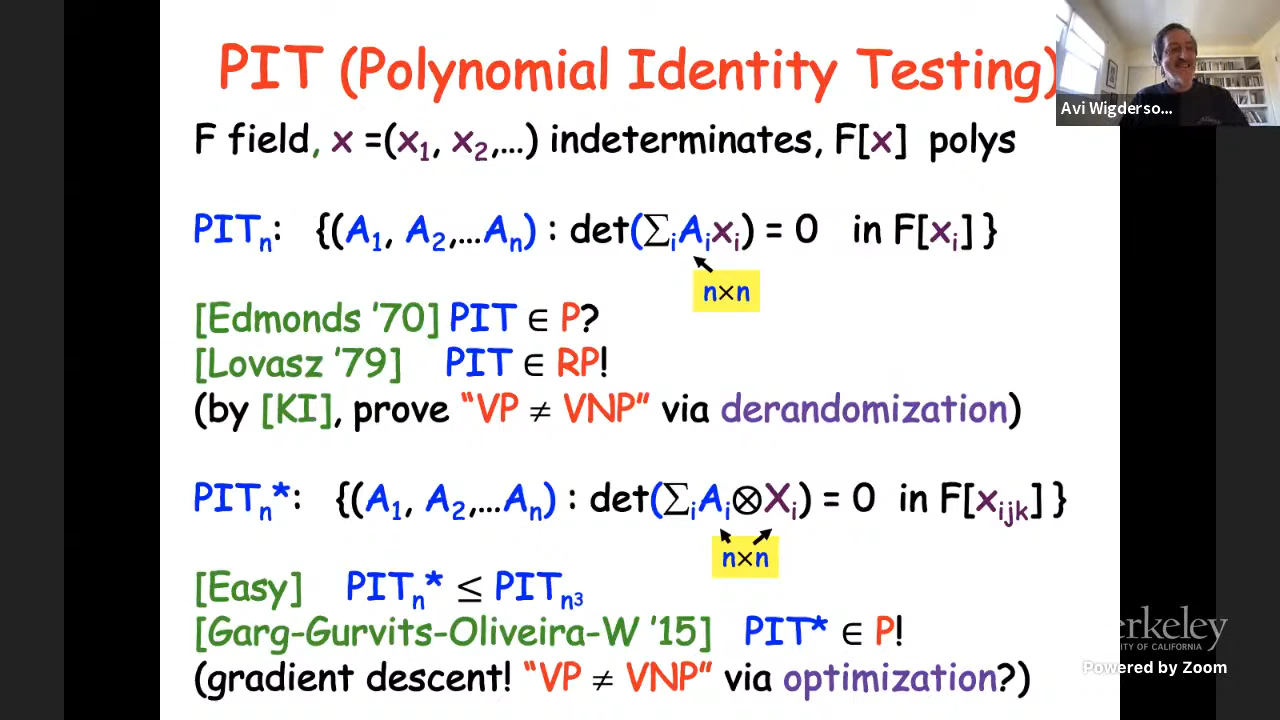 PIT (Polynomial Identity Testing)
Avi Wigderso...
F field, x =(x₁, x₂,...) indeterminates, F[x] polys
PITₙ: {(A₁, A₂,...Aₙ) : det(∑ᵢAᵢxᵢ) = 0 in F[xᵢ] }
n×n
[Edmonds '70] PIT ∈ P?
[Lovasz '79] PIT ∈ RP!
(by [KI], prove “VP ≠ VNP” via derandomization)
PITₙ*: {(A₁, A₂,...Aₙ) : det(∑ᵢAᵢ⊗Xᵢ) = 0 in F[xᵢⱼₖ] }
n×n
[Easy] PITₙ* ≤ PITₙ³
[Garg-Gurvits-Oliveira-W '15] PIT* ∈ P!
(gradient descent! “VP ≠ VNP” via optimization?)
Powered by Zoom